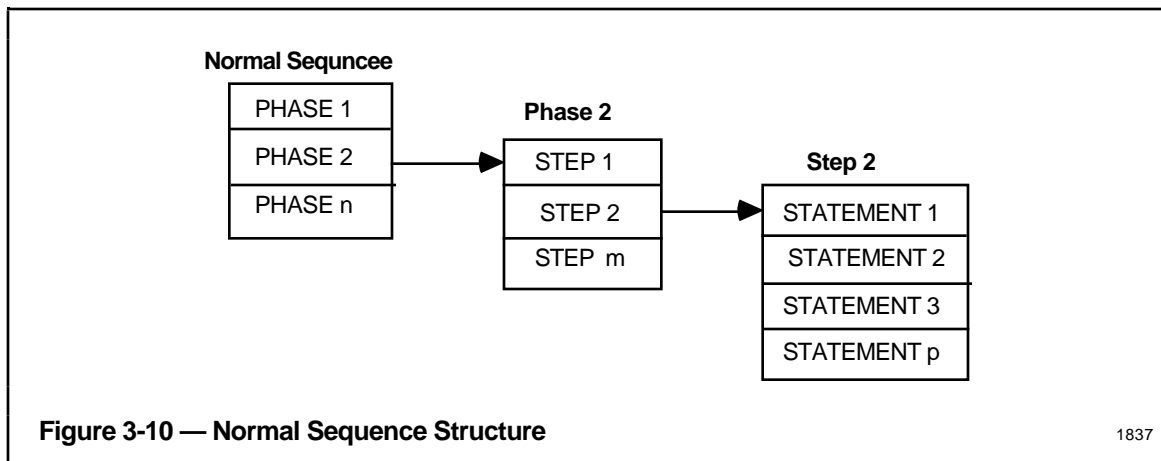 Normal Sequncee
PHASE 1
PHASE 2
PHASE n
Phase 2
STEP 1
STEP 2
STEP m
Step 2
STATEMENT 1
STATEMENT 2
STATEMENT 3
STATEMENT p
Figure 3-10 — Normal Sequence Structure
1837